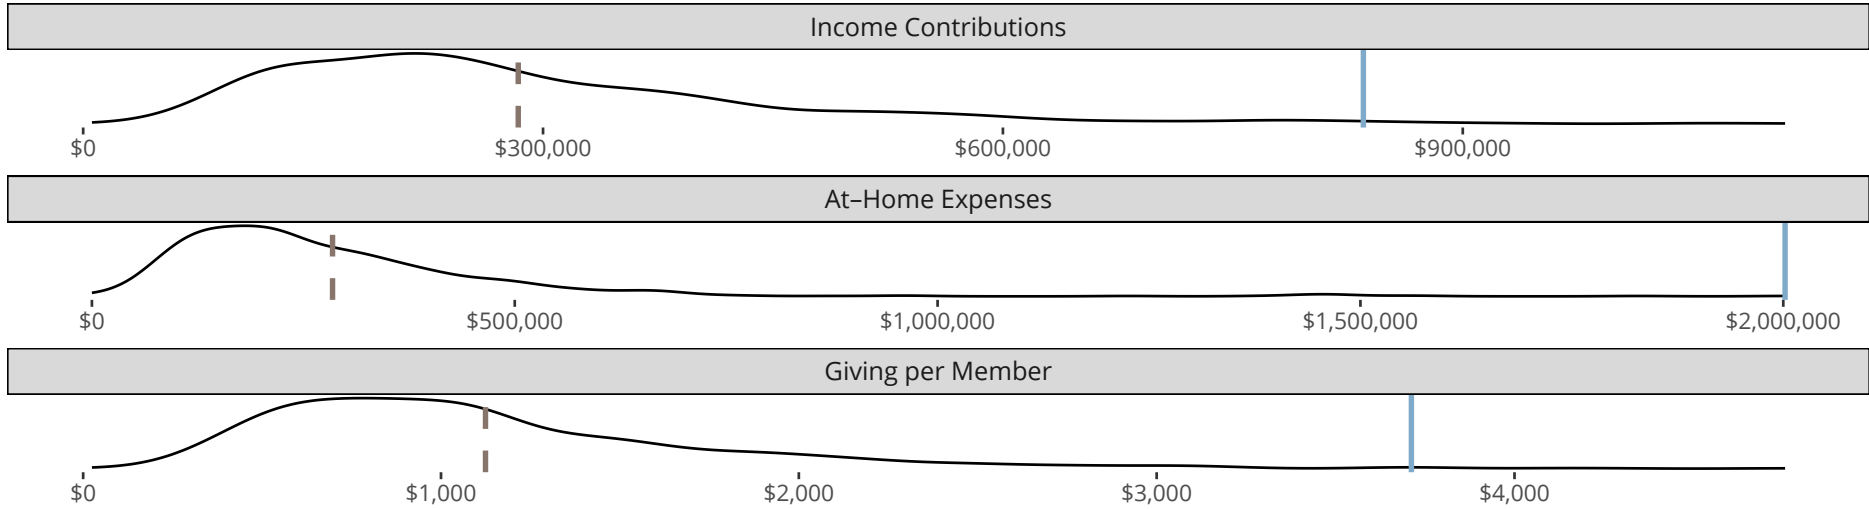 Income Contributions
$0 $300,000 $600,000 $900,000
At–Home Expenses
$0 $500,000 $1,000,000 $1,500,000 $2,000,000
Giving per Member
$0 $1,000 $2,000 $3,000 $4,000